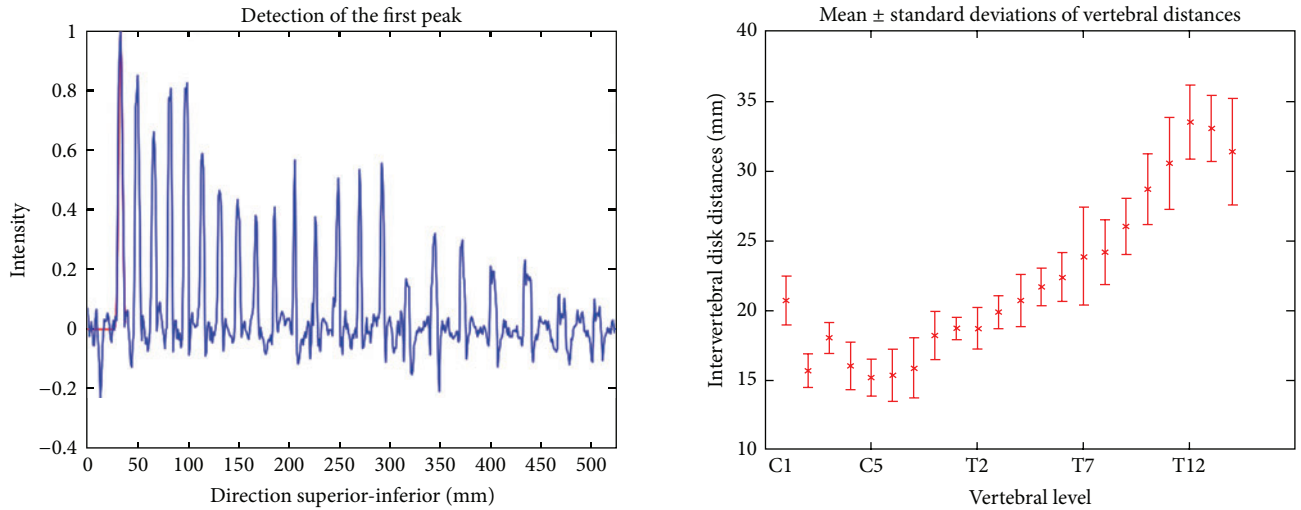 Detection of the first peak
1
0.8
0.6
0.4
0.2
0
−0.2
−0.4
Intensity
0 50 100 150 200 250 300 350 400 450 500
Direction superior-inferior (mm)
Mean ± standard deviations of vertebral distances
40
35
30
25
20
15
10
Intervertebral disk distances (mm)
C1 C5 T2 T7 T12
Vertebral level